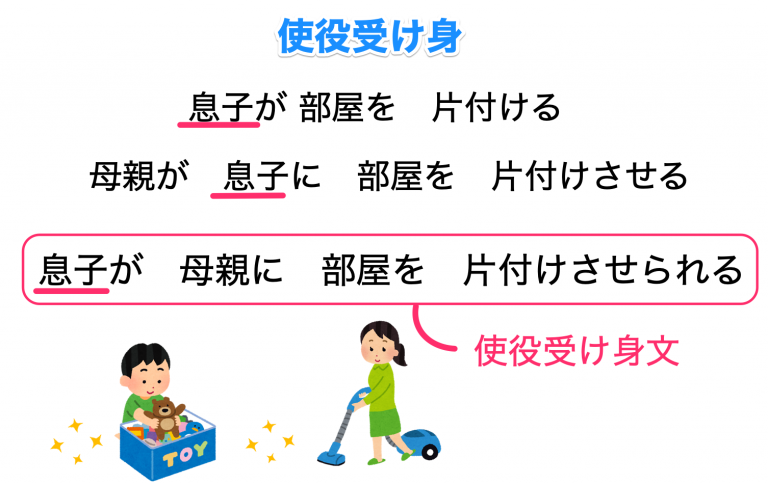 使役受け身
息子が 部屋を　片付ける
母親が　息子に　部屋を　片付けさせる
息子が　母親に　部屋を　片付けさせられる
使役受け身文
TOY